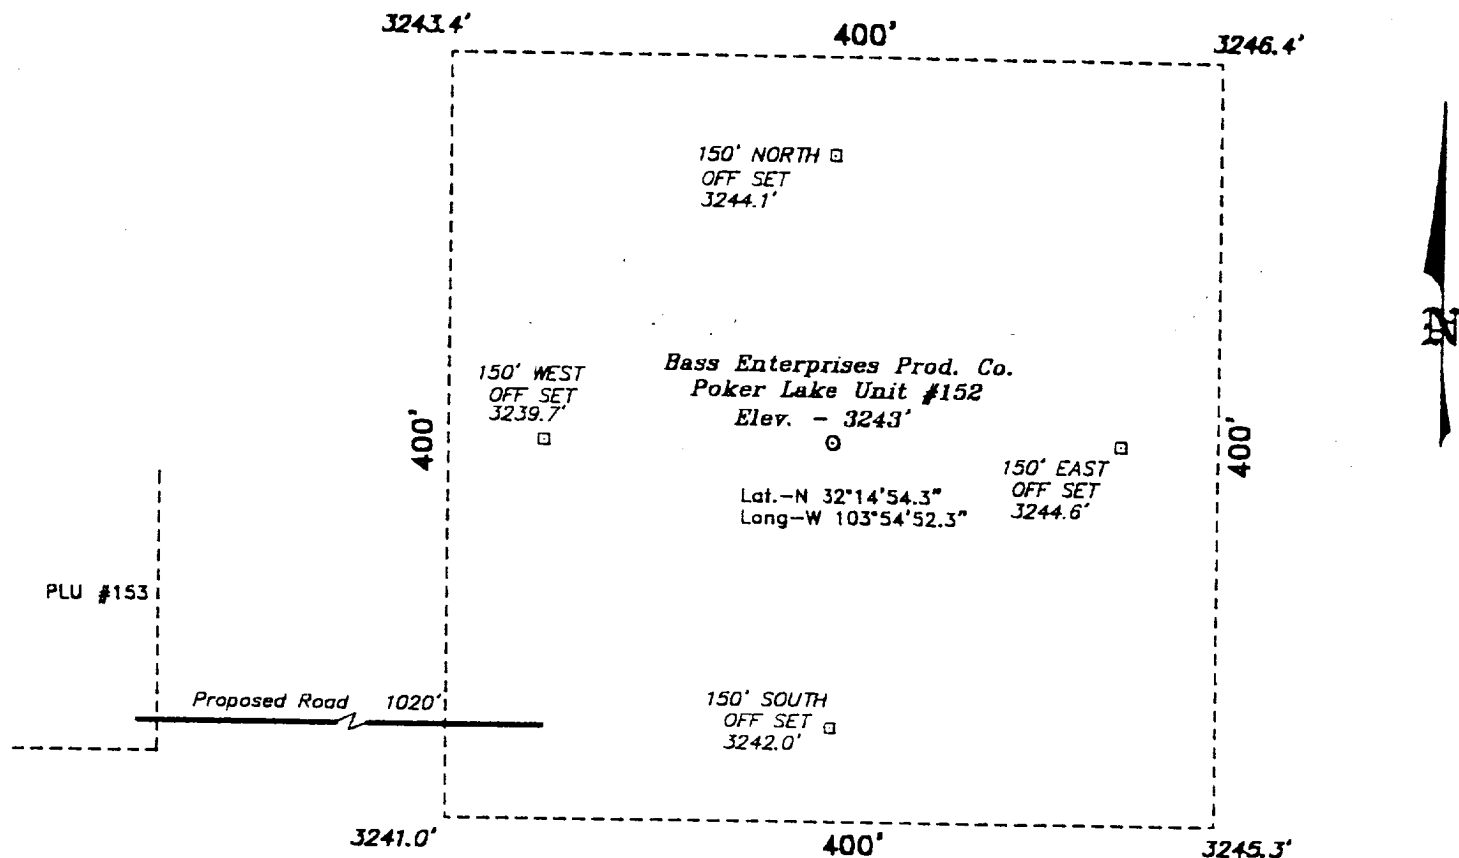 3243.4'
400'
3246.4'
150' NORTH
OFF SET
3244.1'
Bass Enterprises Prod. Co.
Poker Lake Unit #152
Elev. - 3243'
150' WEST
OFF SET
3239.7'
400'
400'
150' EAST
OFF SET
3244.6'
Lat.-N 32°14'54.3"
Long-W 103°54'52.3"
PLU #153
Proposed Road 1020'
150' SOUTH
OFF SET
3242.0'
3241.0'
400'
3245.3'
N